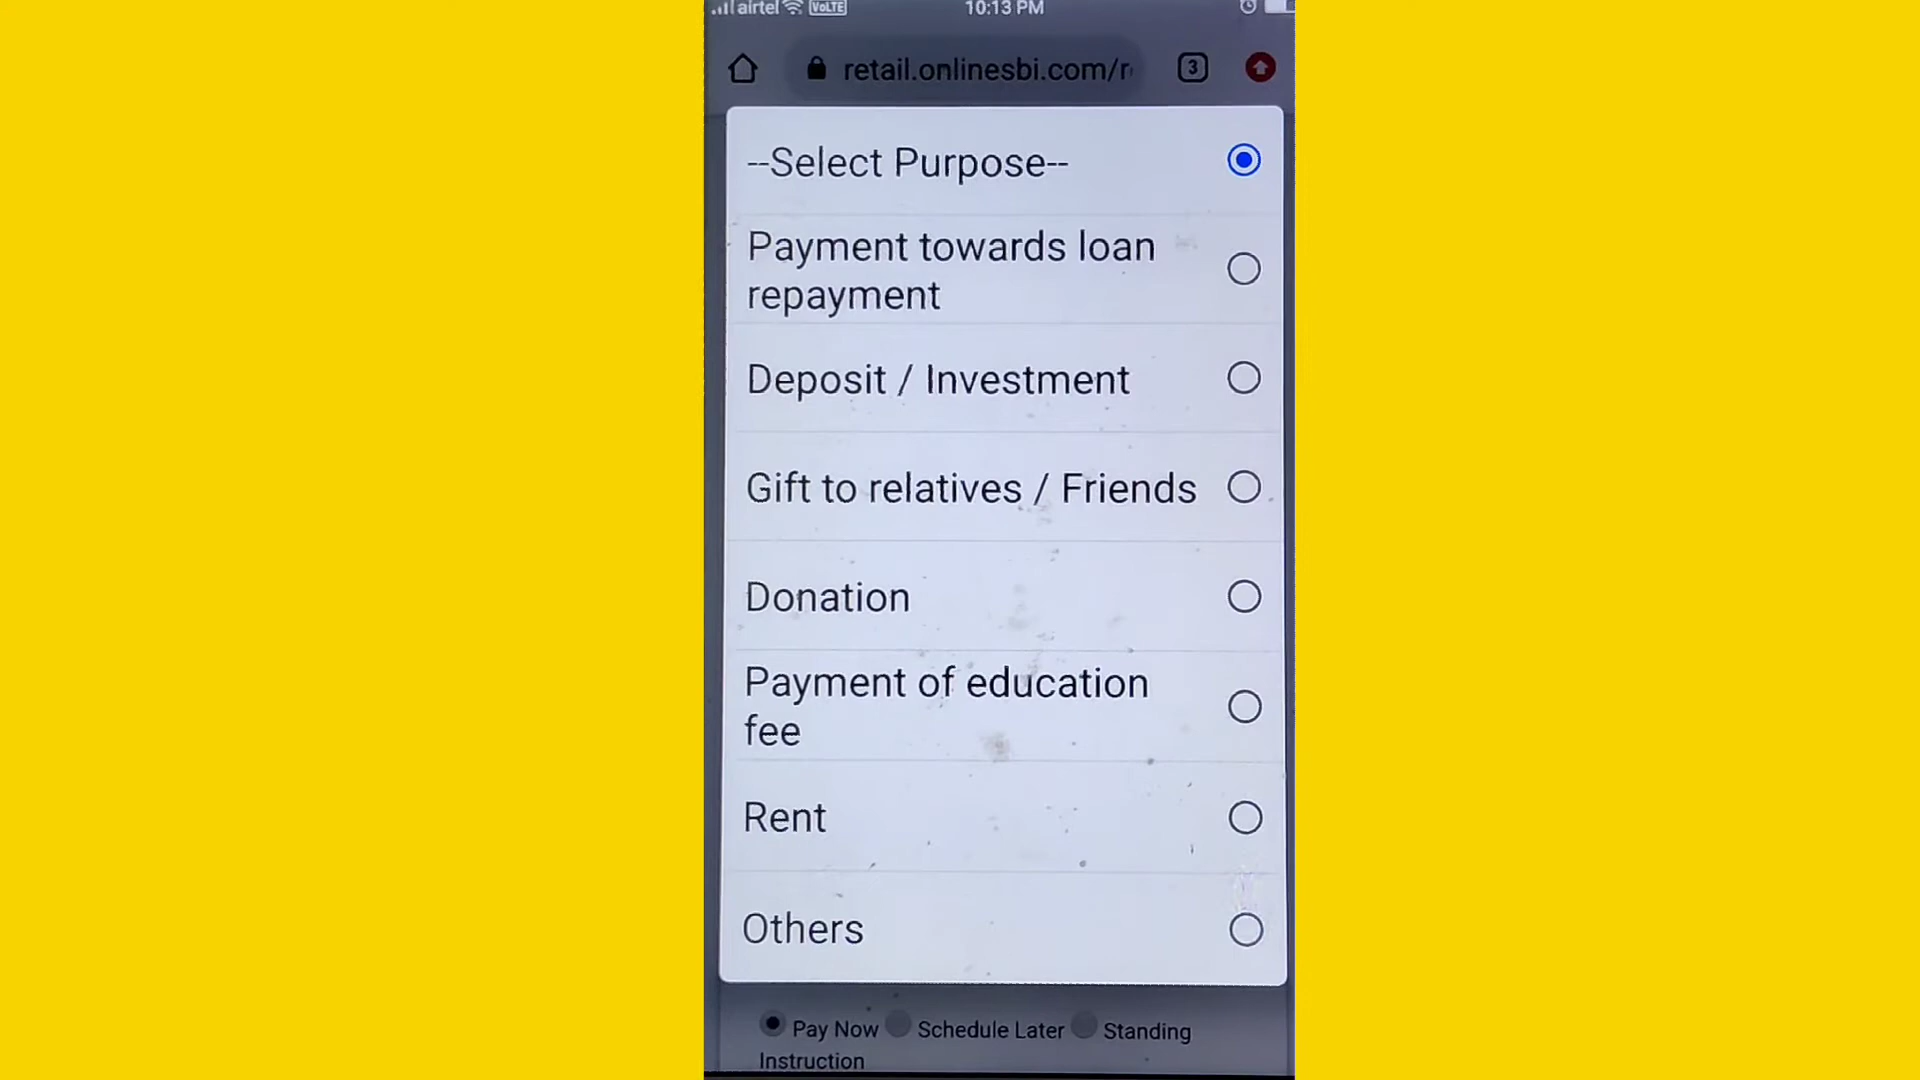 airtel VoLTE 10:13 PM
retail.onlinesbi.com/r 3
--Select Purpose--
Payment towards loan
repayment
Deposit / Investment
Gift to relatives / Friends
Donation
Payment of education
fee
Rent
Others
Pay Now Schedule Later Standing
Instruction